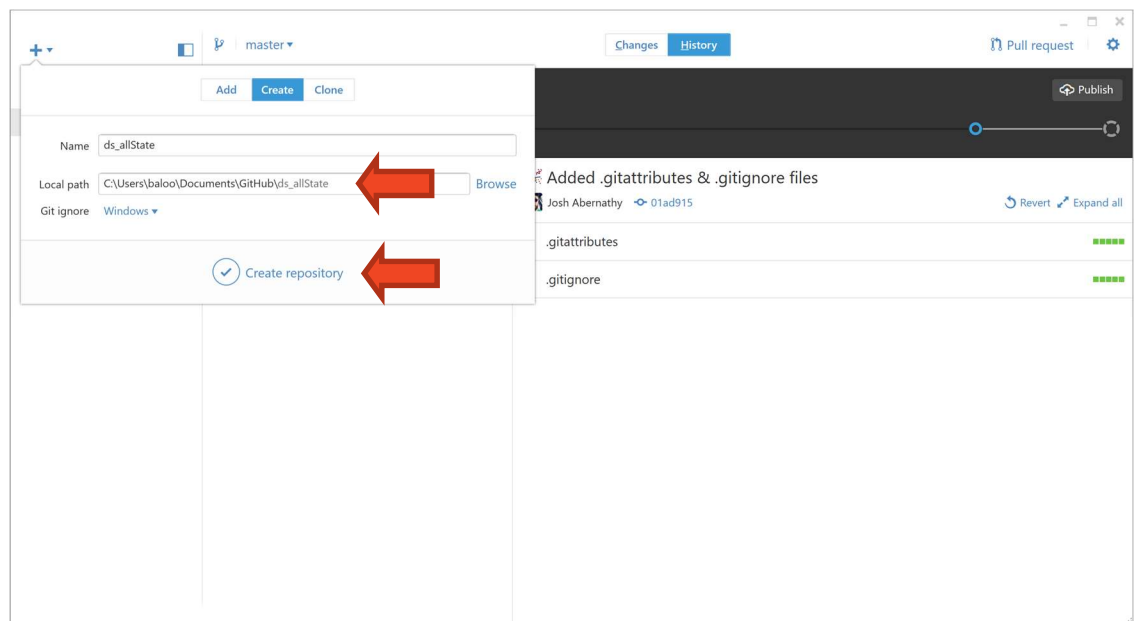 master
Changes
History
Pull request
Add
Create
Clone
Publish
Name
ds_allState
Local path
C:\Users\baloo\Documents\GitHub\ds_allState
Browse
Git ignore
Windows
Create repository
Added .gitattributes & .gitignore files
Josh Abernathy
01ad915
Revert
Expand all
.gitattributes
.gitignore